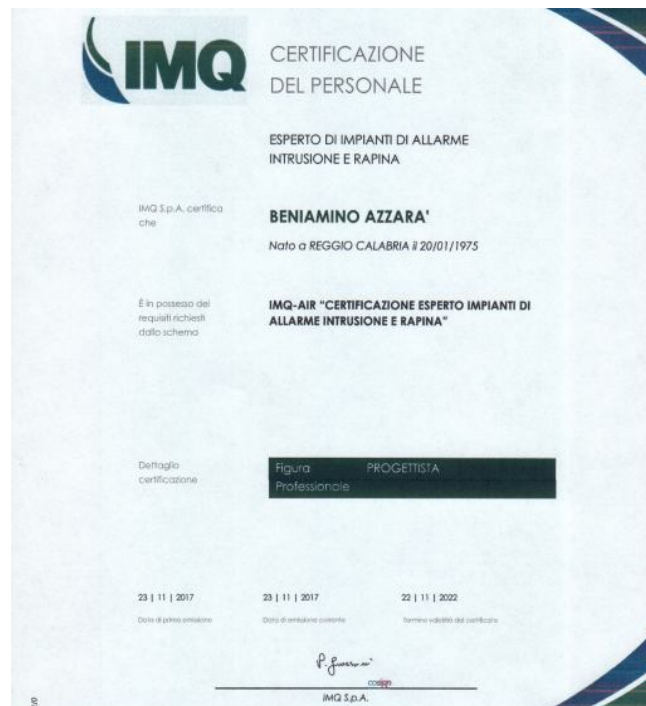 IMQ
CERTIFICAZIONE
DEL PERSONALE
ESPERTO DI IMPIANTI DI ALLARME
INTRUSIONE E RAPINA
IMQ S.p.A. certifica
che
BENIAMINO AZZARA'
Nato a REGGIO CALABRIA il 20/01/1975
È in possesso dei
requisiti richiesti
dallo schema
IMQ-AIR "CERTIFICAZIONE ESPERTO IMPIANTI DI
ALLARME INTRUSIONE E RAPINA"
Dettaglio
certificazione
Figura PROGETTISTA
Professionale
23 | 11 | 2017 23 | 11 | 2017 22 | 11 | 2022
Data di prima emissione Data di emissione corrente Termine validità del certificato
cosign
IMQ S.p.A.